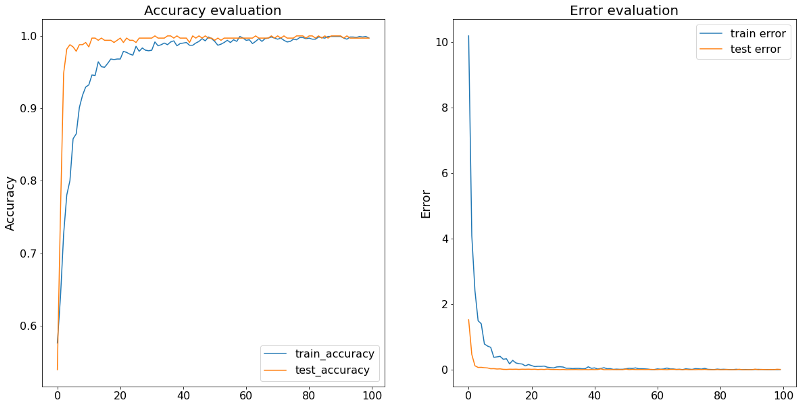 Accuracy evaluation
Accuracy
1.0
0.9
0.8
0.7
0.6
train_accuracy
test_accuracy
0 20 40 60 80 100
Error evaluation
Error
10
8
6
4
2
0
train error
test error
0 20 40 60 80 100